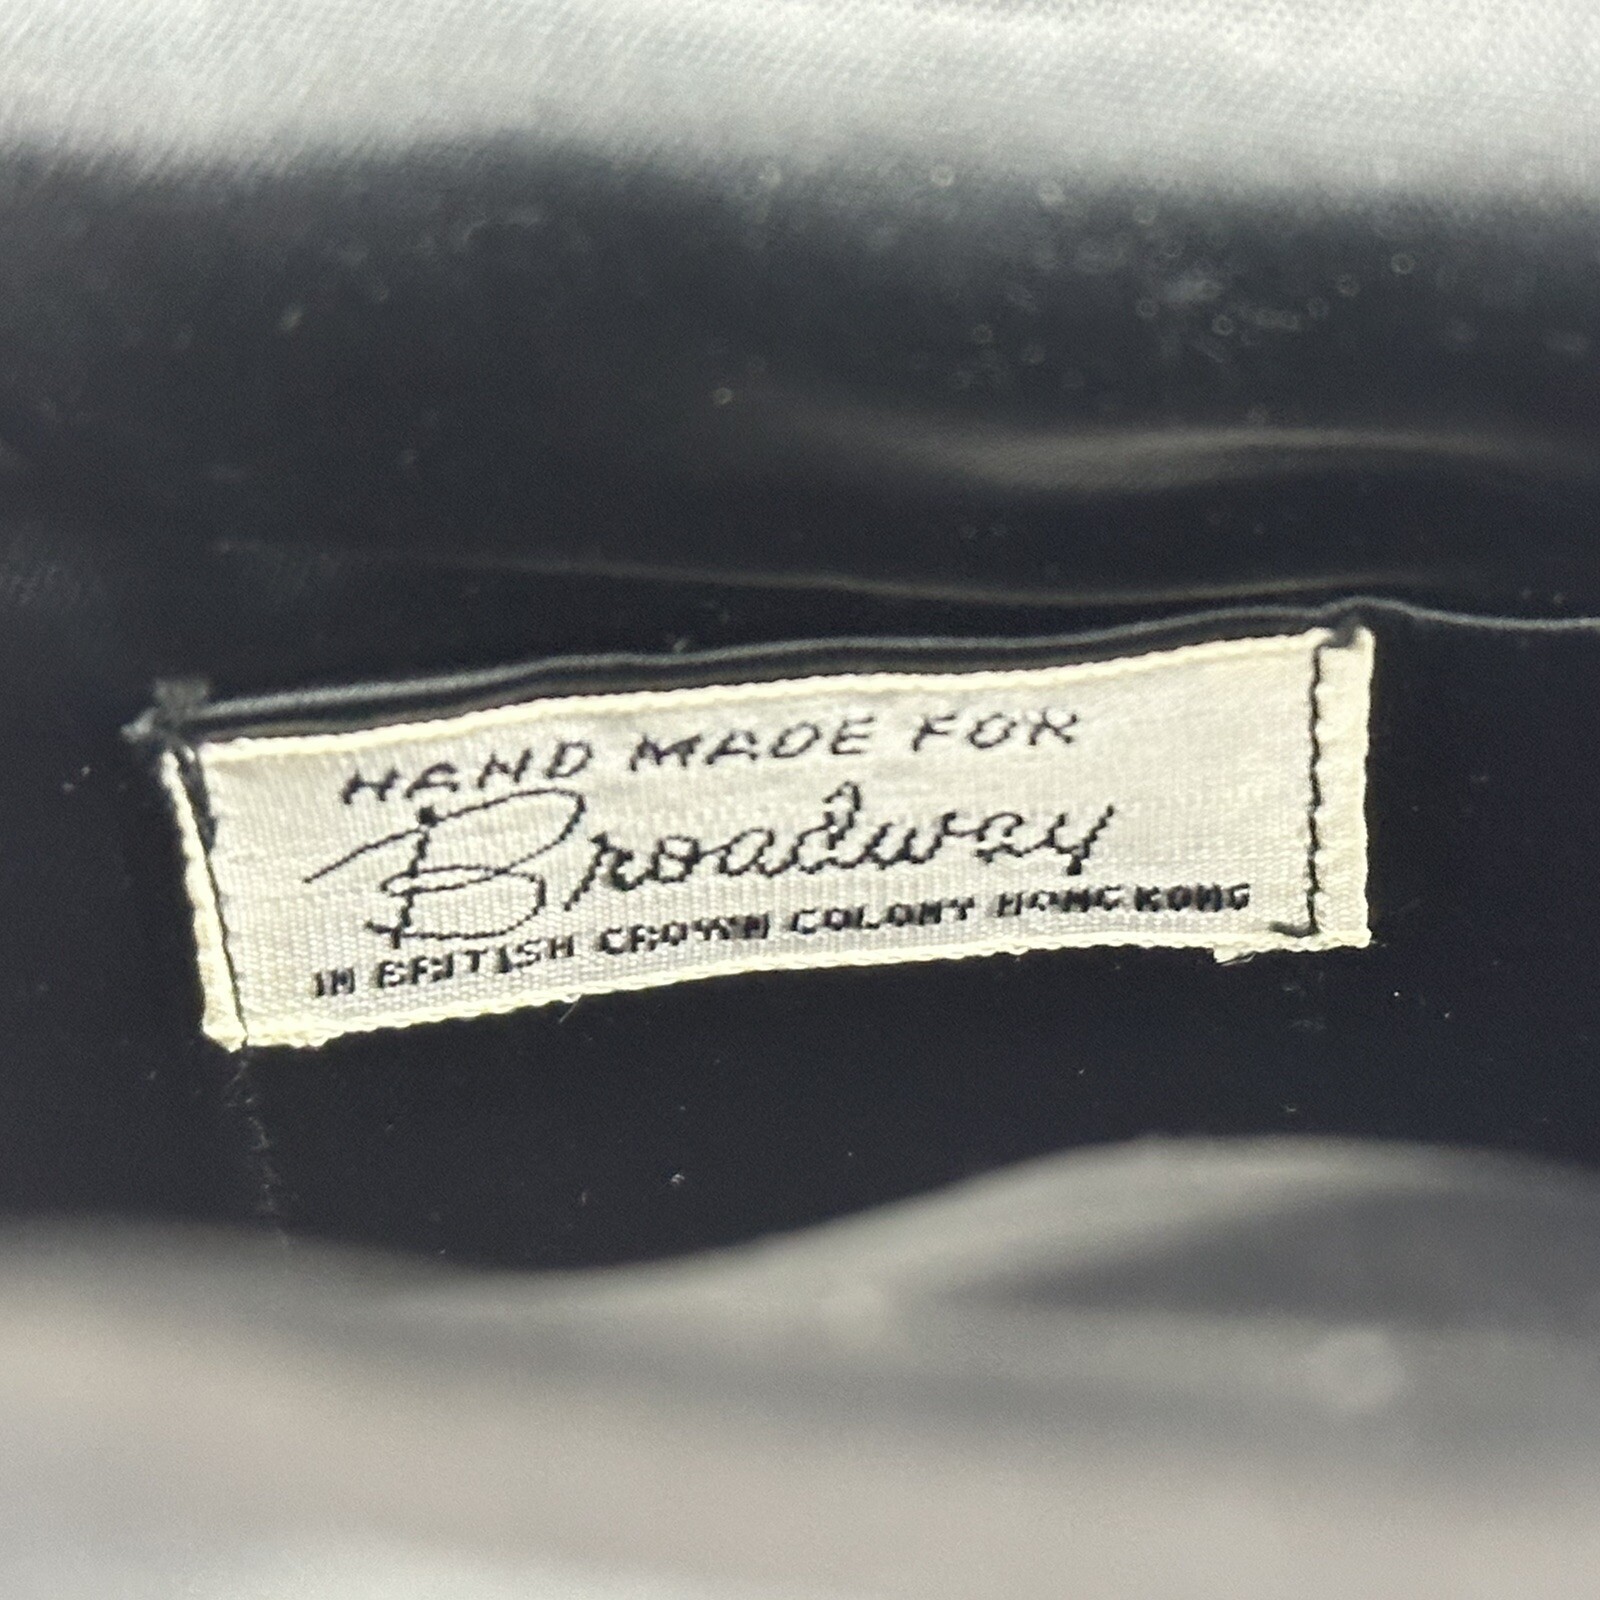 HAND MADE FOR
Broadway
IN BRITISH CROWN COLONY HONG KONG